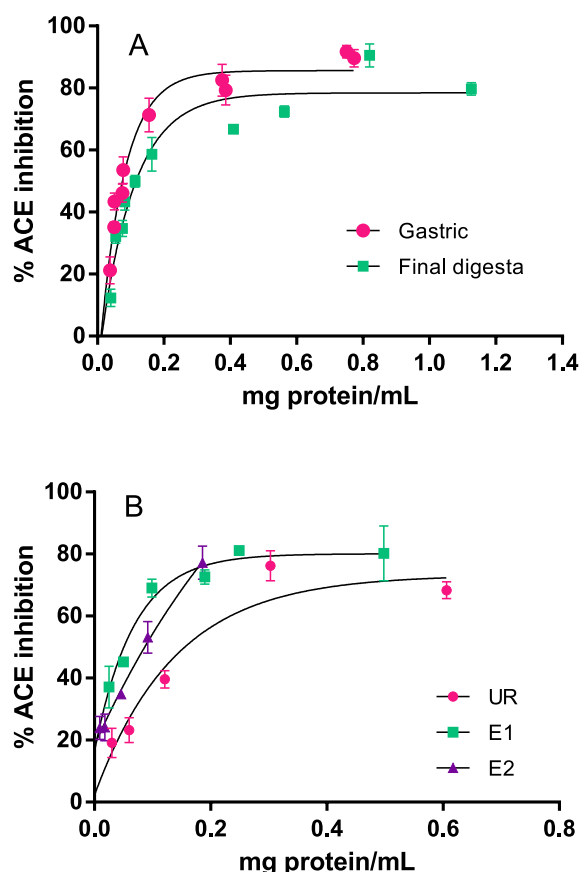 A
100
80
60
40
20
0
% ACE inhibition
Gastric
Final digesta
0.0 0.2 0.4 0.6 0.8 1.0 1.2 1.4
mg protein/mL
B
100
80
60
40
20
0
% ACE inhibition
UR
E1
E2
0.0 0.2 0.4 0.6 0.8
mg protein/mL